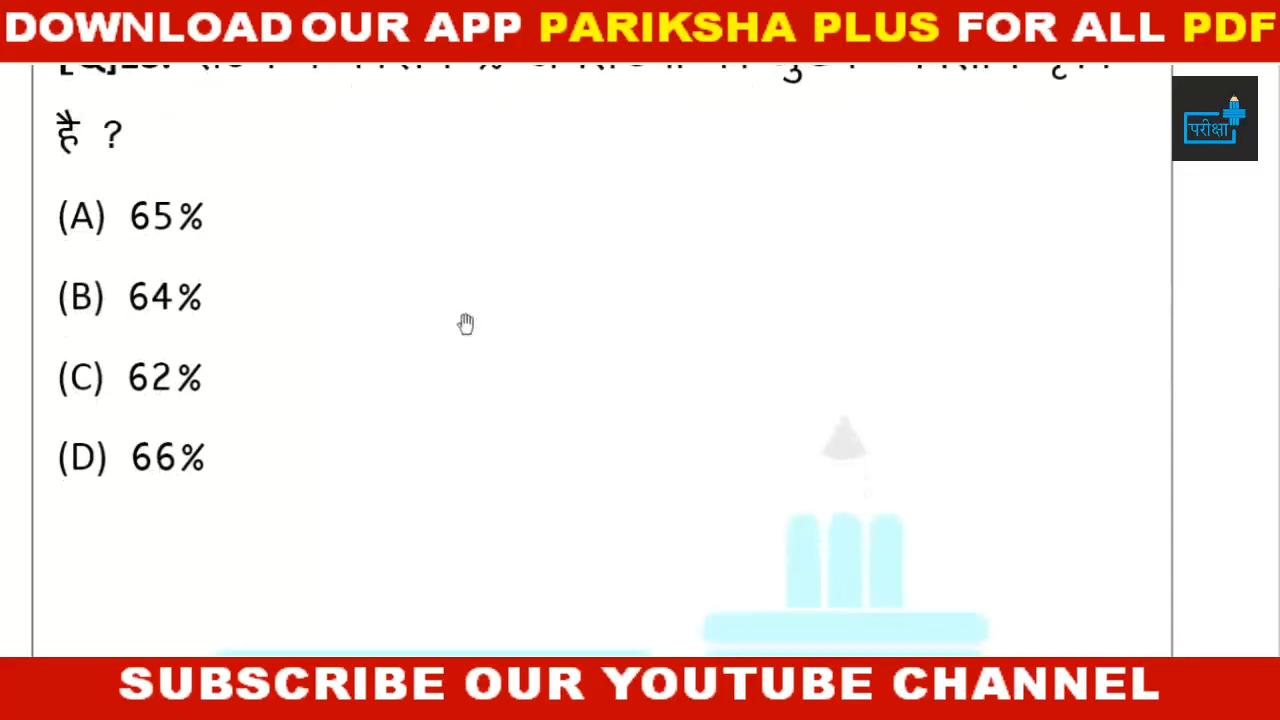 DOWNLOAD OUR APP PARIKSHA PLUS FOR ALL PDF
है ?
परीक्षा
(A) 65%
(B) 64%
(C) 62%
(D) 66%
SUBSCRIBE OUR YOUTUBE CHANNEL